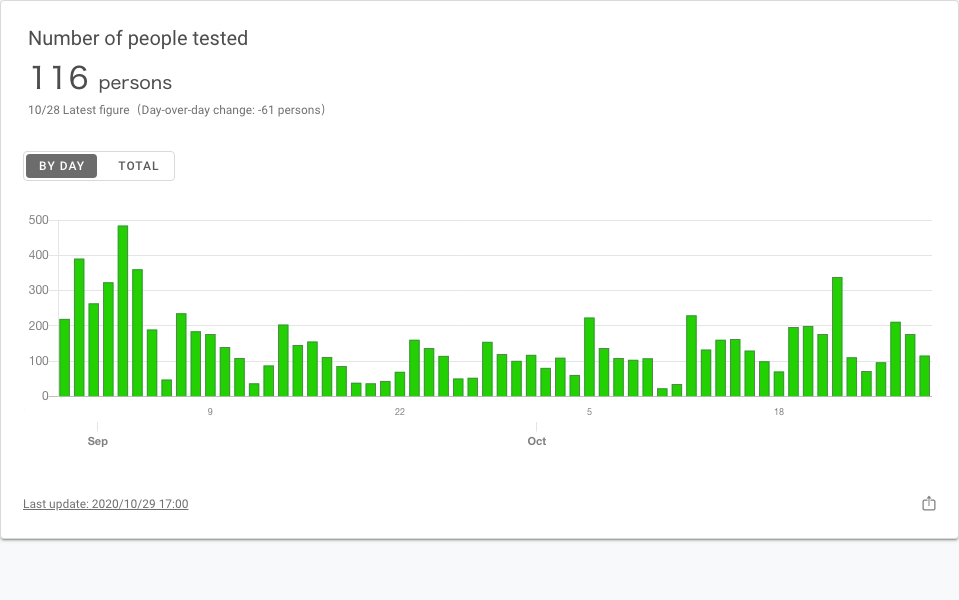 Number of people tested
116 persons
10/28 Latest figure（Day-over-day change: -61 persons）
BY DAY TOTAL
500
400
300
200
100
0
9 22 5 18
Sep Oct
Last update: 2020/10/29 17:00